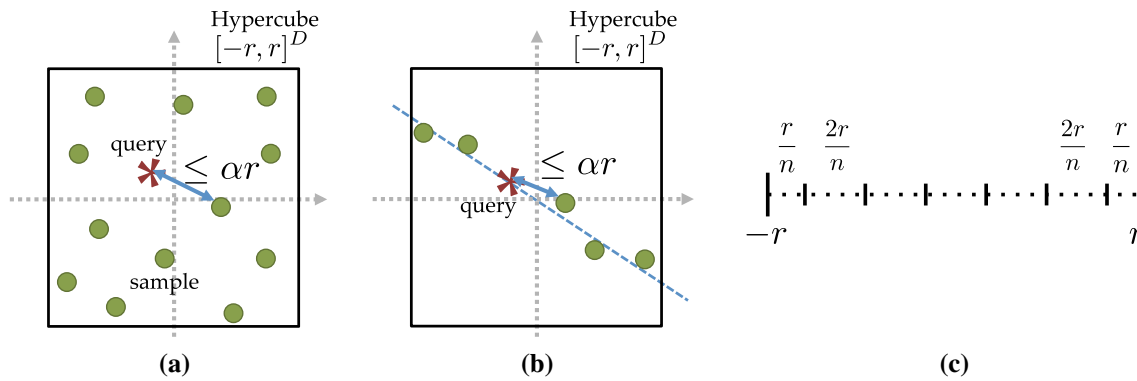 Hypercube
[−r, r]^D
query
≤ αr
sample
(a)
Hypercube
[−r, r]^D
≤ αr
query
(b)
r/n 2r/n 2r/n r/n
−r r
(c)